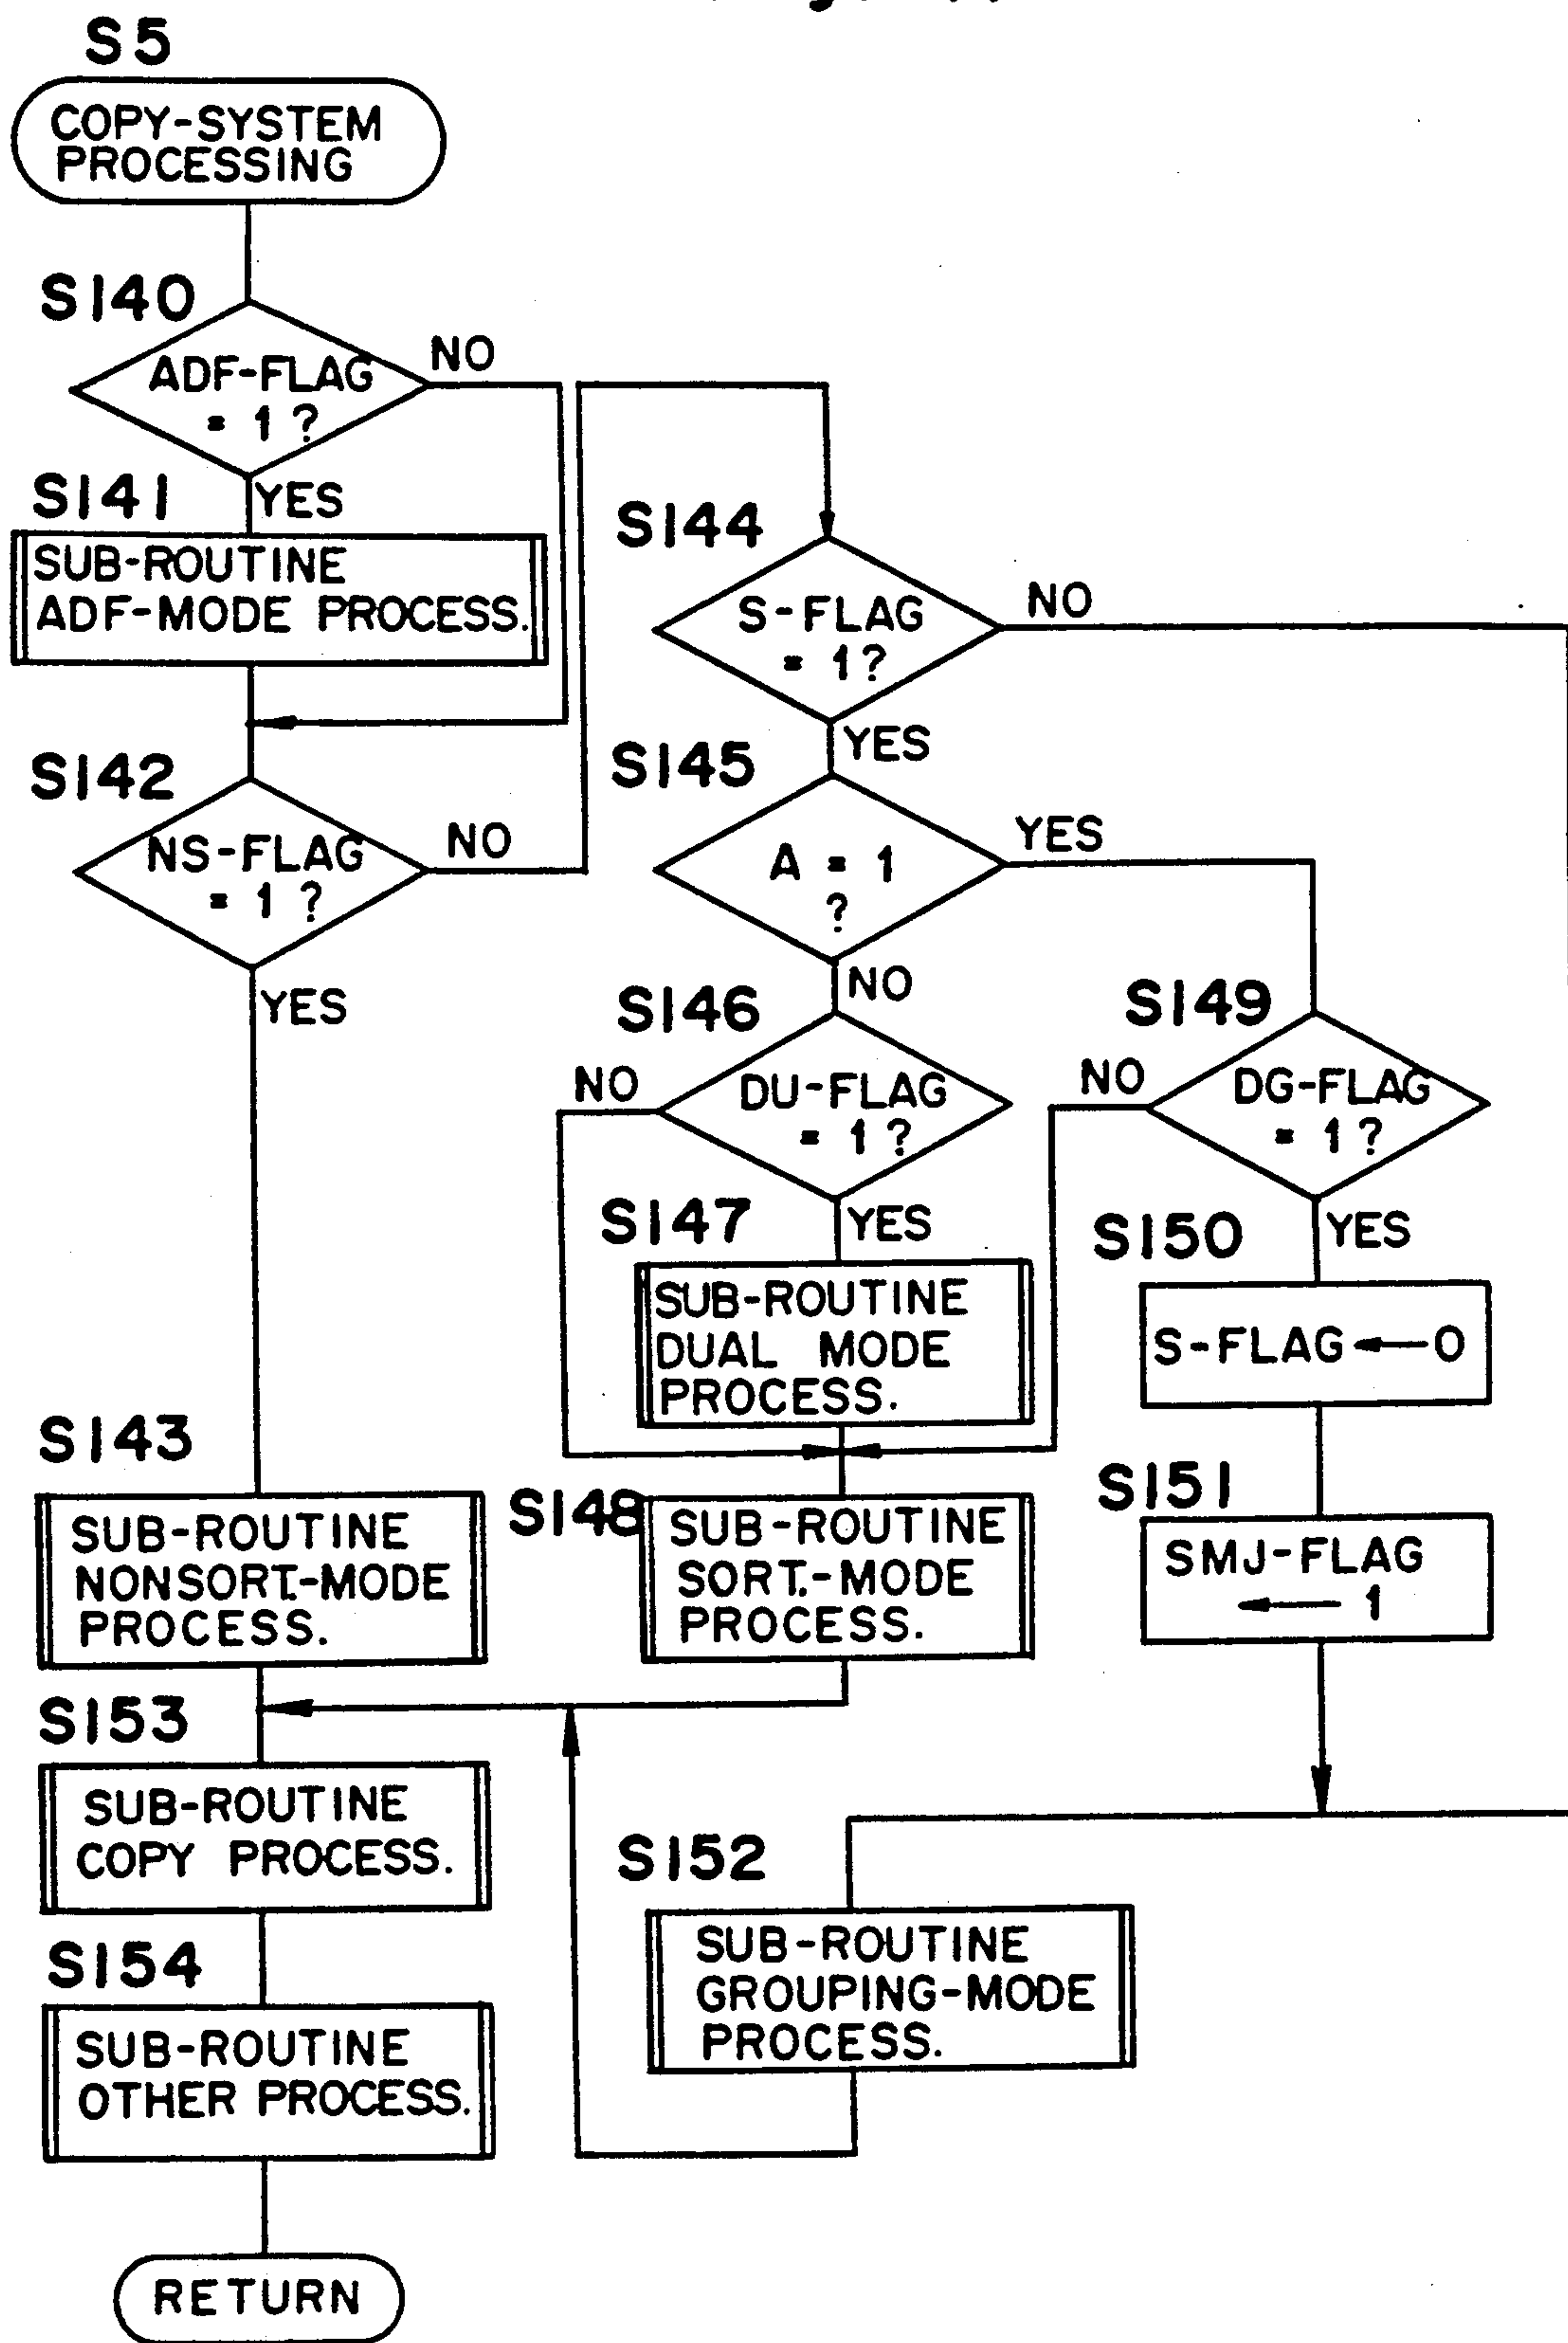 S5
COPY-SYSTEM
PROCESSING
S140
ADF-FLAG
= 1 ?
NO
YES
S141
SUB-ROUTINE
ADF-MODE PROCESS.
S142
NS-FLAG
= 1 ?
NO
YES
S143
SUB-ROUTINE
NONSORT.-MODE
PROCESS.
S153
SUB-ROUTINE
COPY PROCESS.
S154
SUB-ROUTINE
OTHER PROCESS.
RETURN
S144
S-FLAG
= 1 ?
NO
YES
S145
A = 1
?
YES
NO
S146
DU-FLAG
= 1 ?
NO
YES
S147
SUB-ROUTINE
DUAL MODE
PROCESS.
S148
SUB-ROUTINE
SORT.-MODE
PROCESS.
S149
DG-FLAG
= 1 ?
NO
YES
S150
S-FLAG ← 0
S151
SMJ-FLAG
← 1
S152
SUB-ROUTINE
GROUPING-MODE
PROCESS.